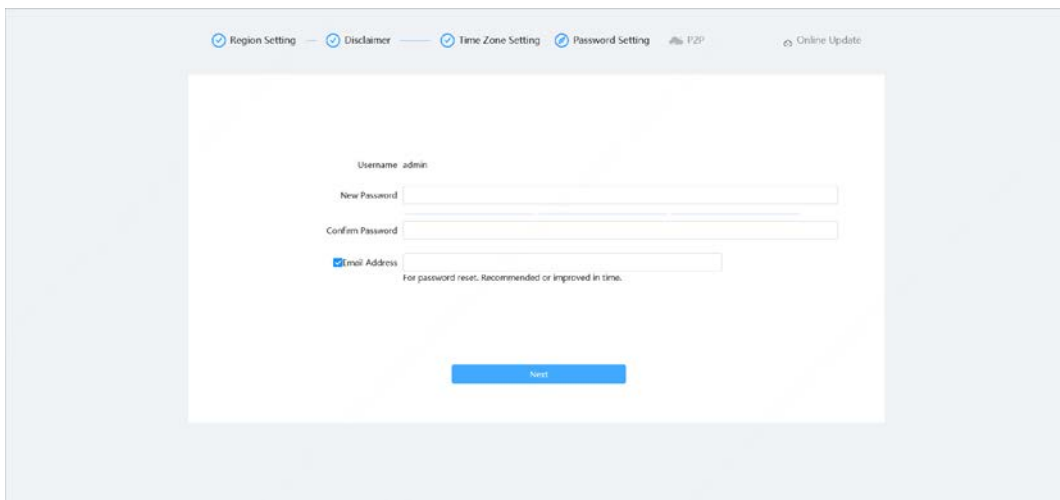 Region Setting Disclaimer Time Zone Setting Password Setting P2P Online Update
Username admin
New Password
Confirm Password
Email Address
For password reset. Recommended or improved in time.
Next